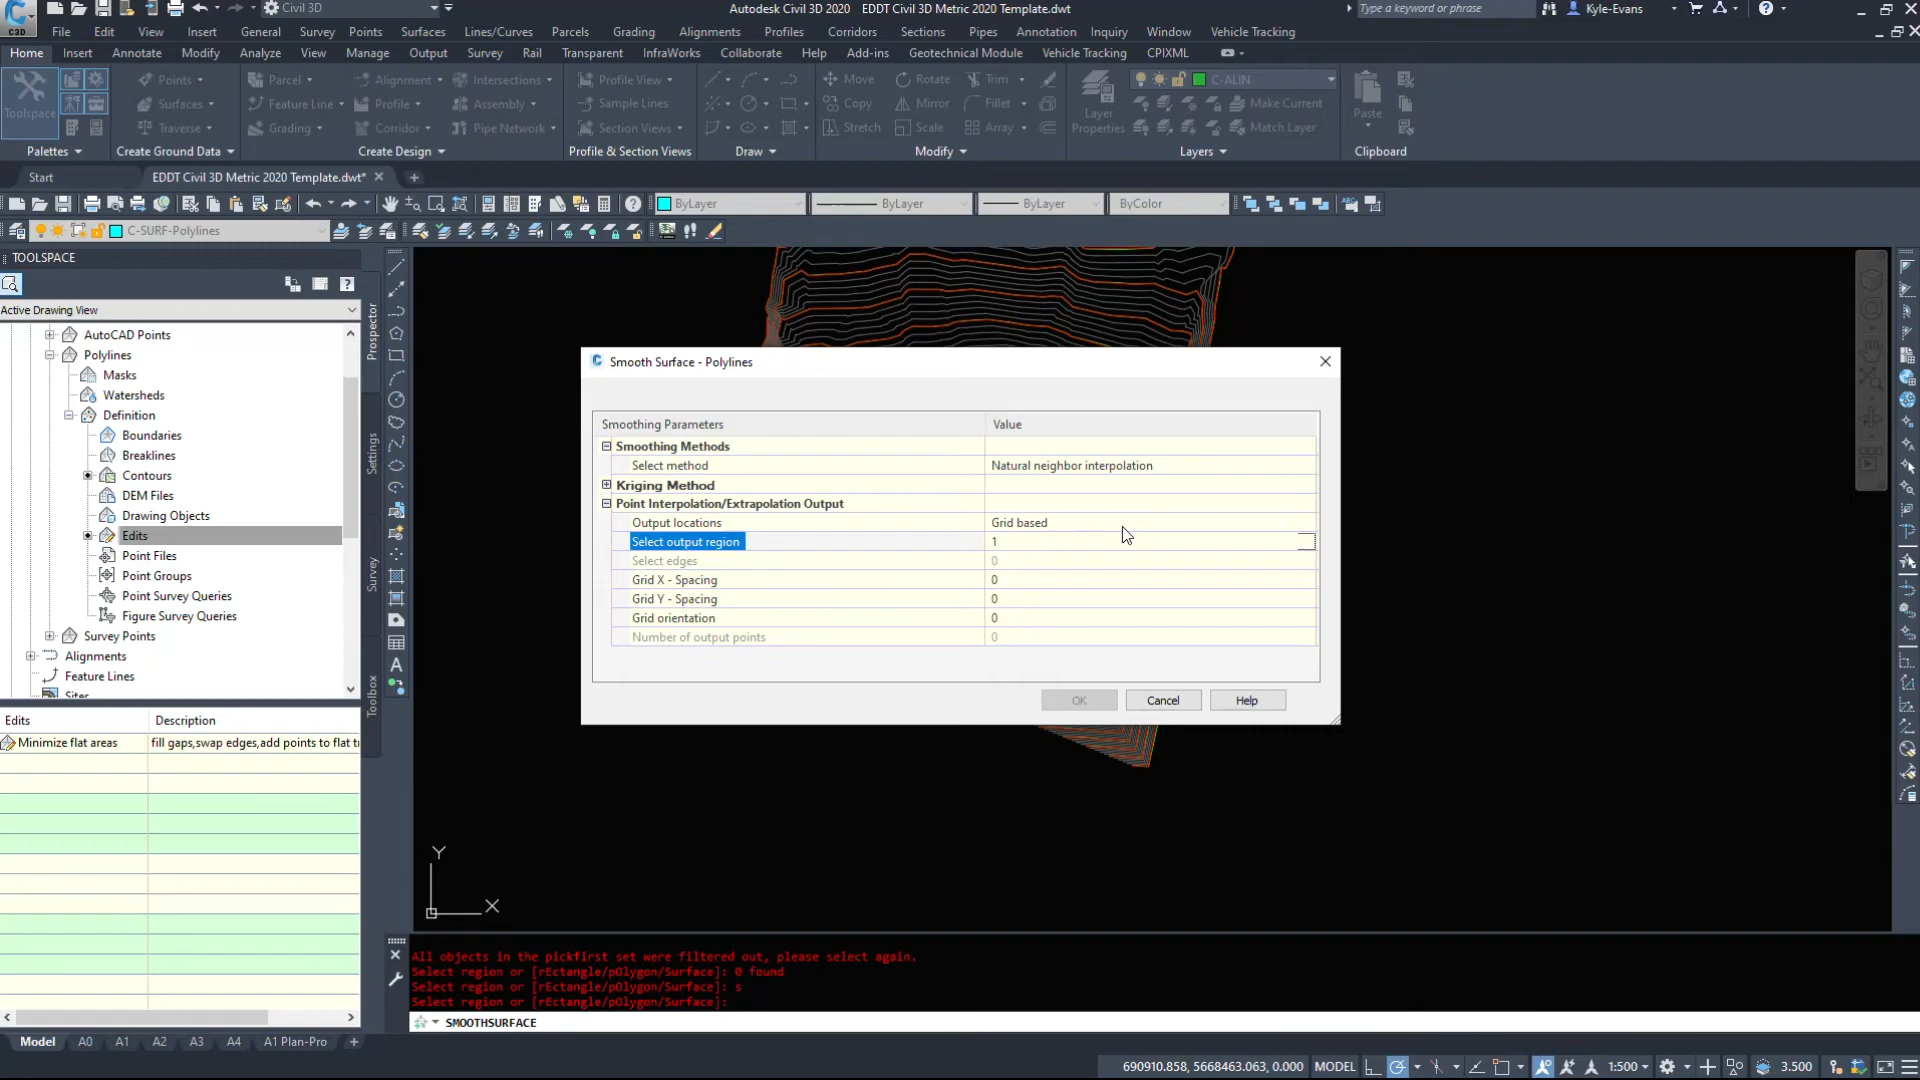 Civil 3D
Autodesk Civil 3D 2020 EDDT Civil 3D Metric 2020 Template.dwt
Type a keyword or phrase
Kyle-Evans
C3D
File Edit View Insert General Survey Points Surfaces Lines/Curves Parcels Grading Alignments Profiles Corridors Sections Pipes Annotation Inquiry Window Vehicle Tracking
Home Insert Annotate Modify Analyze View Manage Output Survey Rail Transparent InfraWorks Collaborate Help Add-ins Geotechnical Module Vehicle Tracking CPIXML
Toolspace
Points Parcel Alignment Intersections Profile View Move Rotate Trim C-ALIN
Surfaces Feature Line Profile Assembly Sample Lines Copy Mirror Fillet Make Current
Traverse Grading Corridor Pipe Network Section Views Stretch Scale Array Match Layer
Layer Properties
Paste
Palettes Create Ground Data Create Design Profile & Section Views Draw Modify Layers Clipboard
Start EDDT Civil 3D Metric 2020 Template.dwt*
ByLayer ByLayer ByLayer ByColor
C-SURF-Polylines
TOOLSPACE
Active Drawing View
AutoCAD Points
Polylines
Masks
Watersheds
Definition
Boundaries
Breaklines
Contours
DEM Files
Drawing Objects
Edits
Point Files
Point Groups
Point Survey Queries
Figure Survey Queries
Survey Points
Alignments
Feature Lines
Sites
Prospector
Settings
Survey
Toolbox
Edits Description
Minimize flat areas fill gaps,swap edges,add points to flat tr
Smooth Surface - Polylines
Smoothing Parameters Value
Smoothing Methods
Select method Natural neighbor interpolation
Kriging Method
Point Interpolation/Extrapolation Output
Output locations Grid based
Select output region 1
Select edges 0
Grid X - Spacing 0
Grid Y - Spacing 0
Grid orientation 0
Number of output points 0
OK Cancel Help
Y
X
All objects in the pickfirst set were filtered out, please select again.
Select region or [rEctangle/pOlygon/Surface]: 0 found
Select region or [rEctangle/pOlygon/Surface]: s
Select region or [rEctangle/pOlygon/Surface]:
SMOOTHSURFACE
Model A0 A1 A2 A3 A4 A1 Plan-Pro
690910.858, 5668463.063, 0.000 MODEL 1:500 3.500